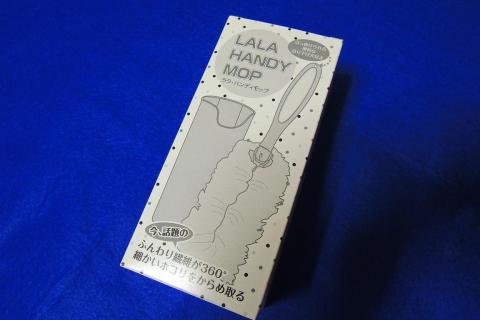 LALA
HANDY
MOP
ララ・ハンディモップ
今、話題の
ふんわり繊維が360°
細かいホコリをからめ取る